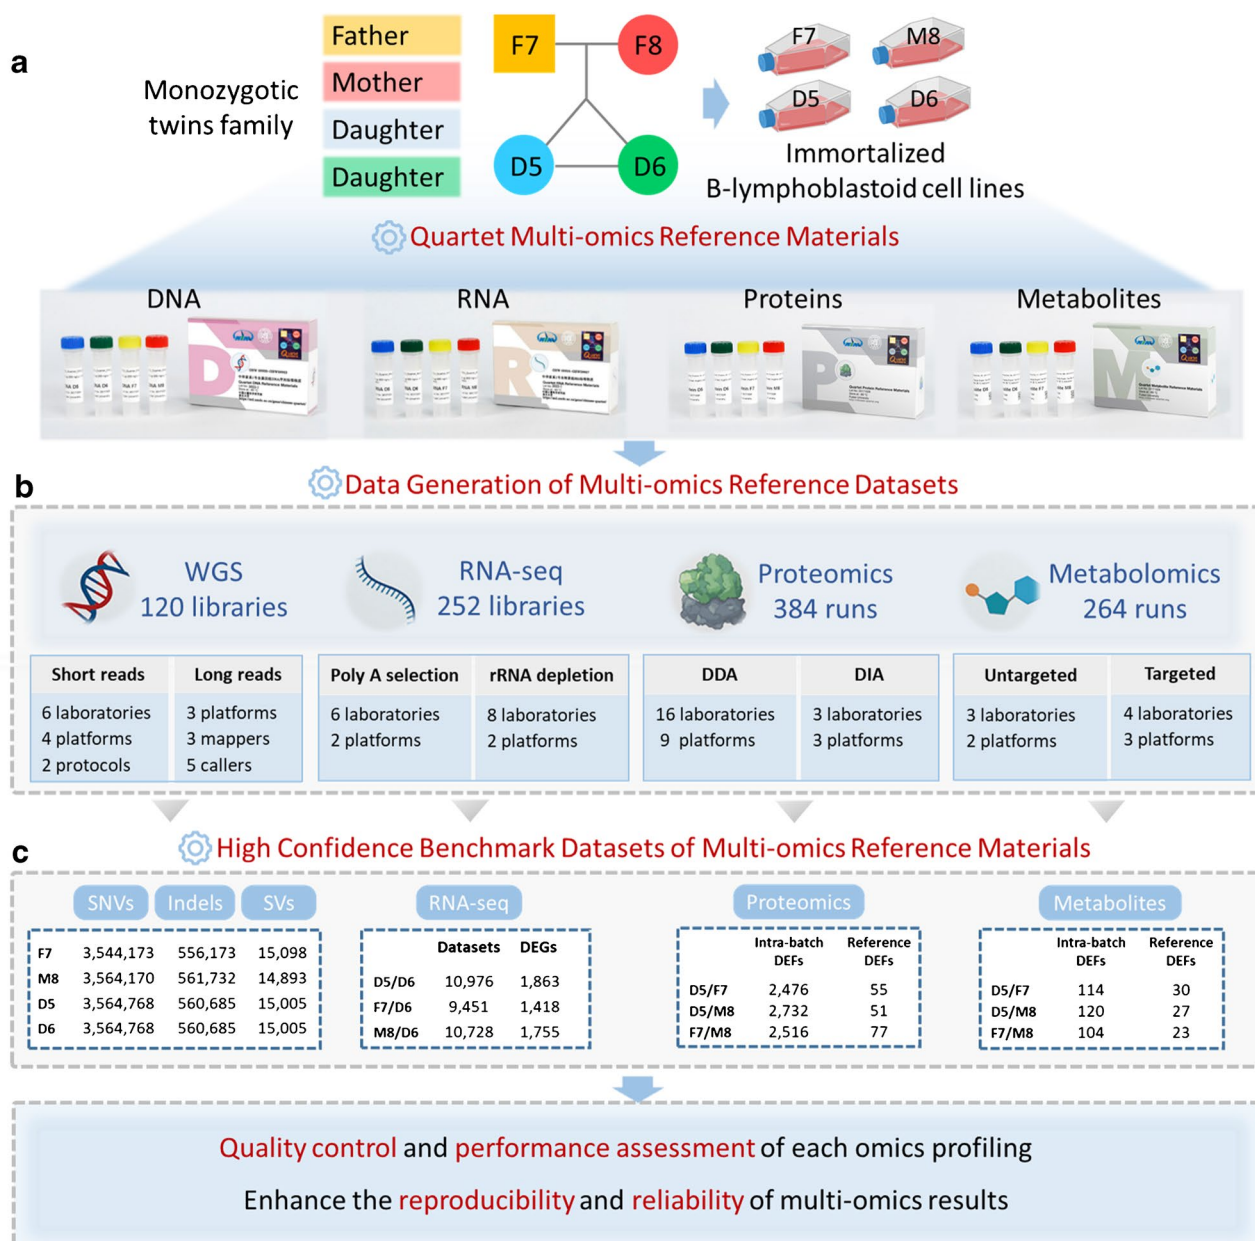 a
Monozygotic
twins family
Father
Mother
Daughter
Daughter
F7
F8
D5
D6
F7
M8
D5
D6
Immortalized
B-lymphoblastoid cell lines
Quartet Multi-omics Reference Materials
DNA
RNA
Proteins
Metabolites
D
R
P
M
b
Data Generation of Multi-omics Reference Datasets
WGS
120 libraries
RNA-seq
252 libraries
Proteomics
384 runs
Metabolomics
264 runs
Short reads
Long reads
6 laboratories
3 platforms
4 platforms
3 mappers
2 protocols
5 callers
Poly A selection
rRNA depletion
6 laboratories
8 laboratories
2 platforms
2 platforms
DDA
DIA
16 laboratories
3 laboratories
9 platforms
3 platforms
Untargeted
Targeted
3 laboratories
4 laboratories
2 platforms
3 platforms
c
High Confidence Benchmark Datasets of Multi-omics Reference Materials
SNVs Indels SVs
F7 3,544,173 556,173 15,098
M8 3,564,170 561,732 14,893
D5 3,564,768 560,685 15,005
D6 3,564,768 560,685 15,005
RNA-seq
Datasets DEGs
D5/D6 10,976 1,863
F7/D6 9,451 1,418
M8/D6 10,728 1,755
Proteomics
Intra-batch Reference
DEFs DEFs
D5/F7 2,476 55
D5/M8 2,732 51
F7/M8 2,516 77
Metabolites
Intra-batch Reference
DEFs DEFs
D5/F7 114 30
D5/M8 120 27
F7/M8 104 23
Quality control and performance assessment of each omics profiling
Enhance the reproducibility and reliability of multi-omics results